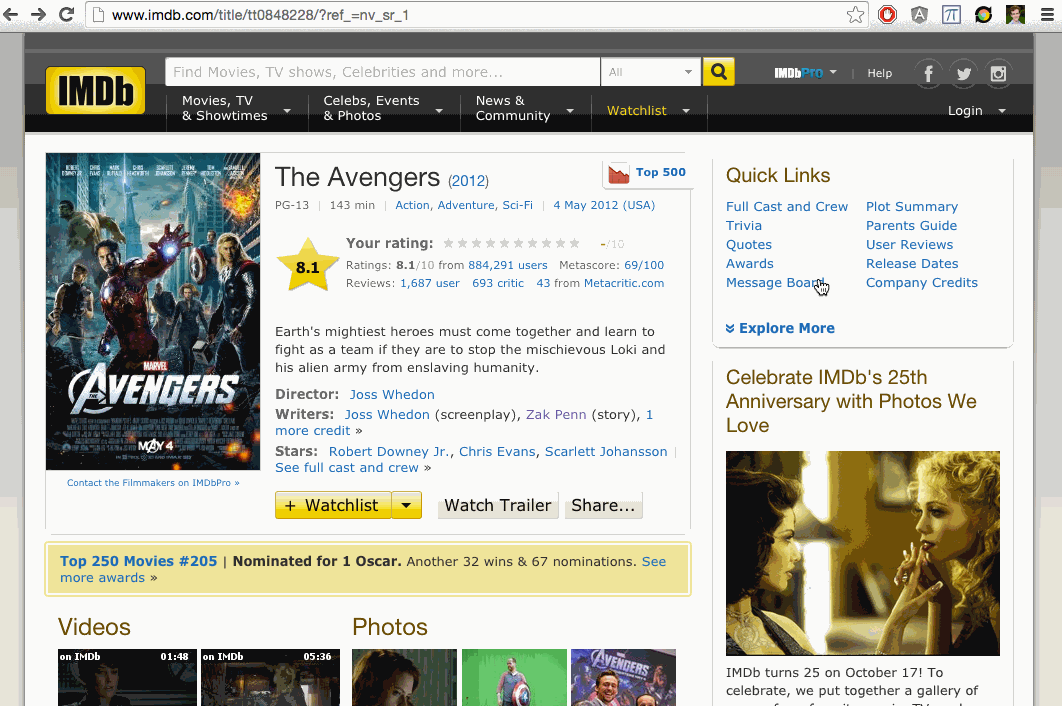 www.imdb.com/title/tt0848228/?ref_=nv_sr_1
IMDb
Find Movies, TV shows, Celebrities and more...
All
IMDbPro
Help
Movies, TV
& Showtimes
Celebs, Events
& Photos
News &
Community
Watchlist
Login
The Avengers (2012)
Top 500
PG-13 | 143 min | Action, Adventure, Sci-Fi | 4 May 2012 (USA)
8.1
Your rating: -/10
Ratings: 8.1/10 from 884,291 users Metascore: 69/100
Reviews: 1,687 user 693 critic 43 from Metacritic.com
Earth's mightiest heroes must come together and learn to
fight as a team if they are to stop the mischievous Loki and
his alien army from enslaving humanity.
Director: Joss Whedon
Writers: Joss Whedon (screenplay), Zak Penn (story), 1
more credit »
Stars: Robert Downey Jr., Chris Evans, Scarlett Johansson |
See full cast and crew »
MARVEL
THE AVENGERS
MAY 4
Contact the Filmmakers on IMDbPro »
+ Watchlist
Watch Trailer
Share...
Top 250 Movies #205 | Nominated for 1 Oscar. Another 32 wins & 67 nominations. See
more awards »
Videos
on IMDb 01:48
on IMDb 05:36
Photos
AVENGERS
Quick Links
Full Cast and Crew
Plot Summary
Trivia
Parents Guide
Quotes
User Reviews
Awards
Release Dates
Message Board
Company Credits
Explore More
Celebrate IMDb's 25th
Anniversary with Photos We
Love
IMDb turns 25 on October 17! To
celebrate, we put together a gallery of